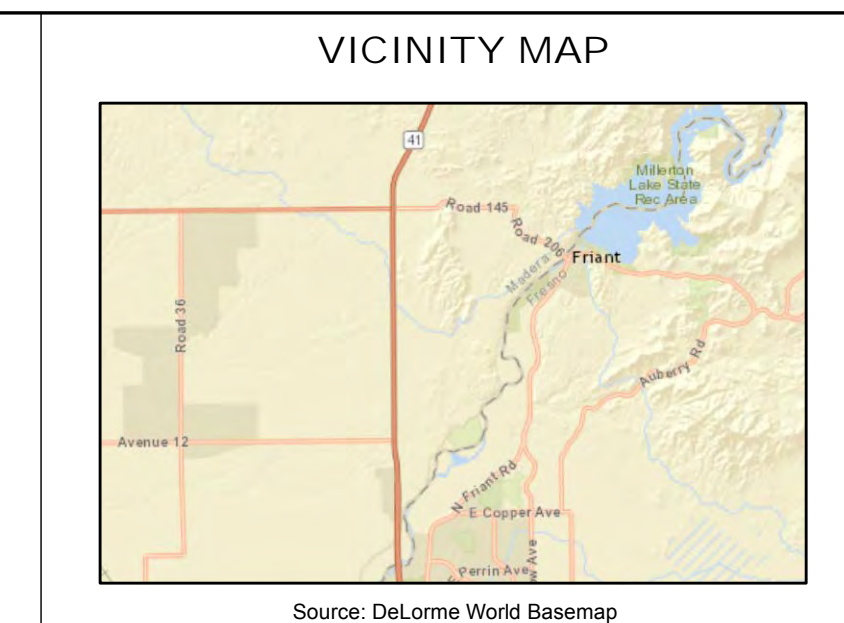 VICINITY MAP
41
Millerton
Lake State
Rec Area
Road 145
Road 206
Friant
Madera
Fresno
Road 36
Auberry Rd
Avenue 12
N Friant Rd
E Copper Ave
Perrin Ave
Ave
Source: DeLorme World Basemap